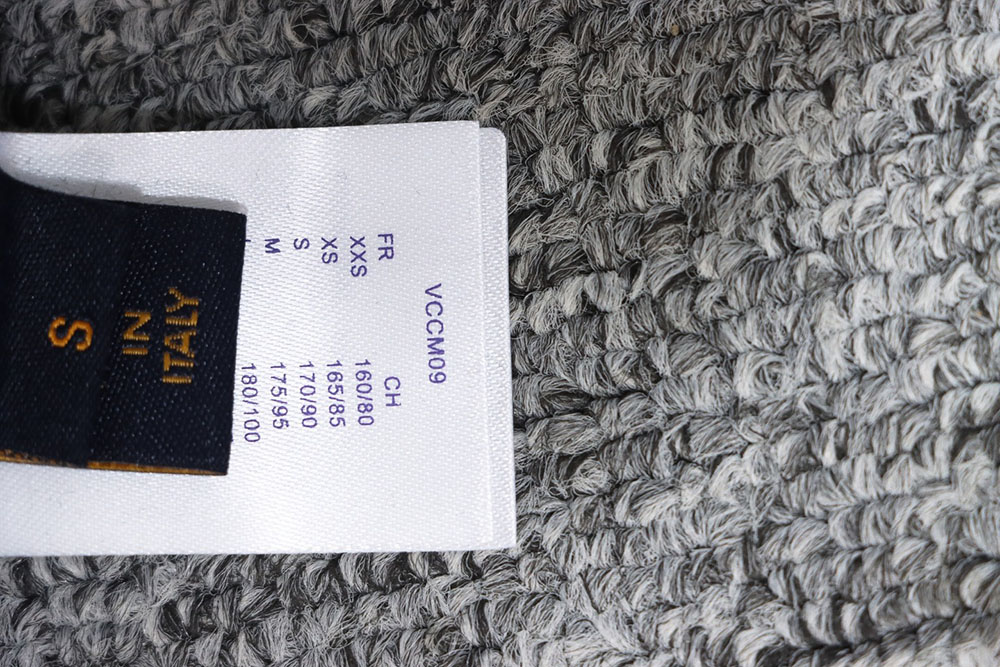 VCCM09
FR CH
XXS 160/80
XS 165/85
S 170/90
M 175/95
180/100
IN
ITALY
S